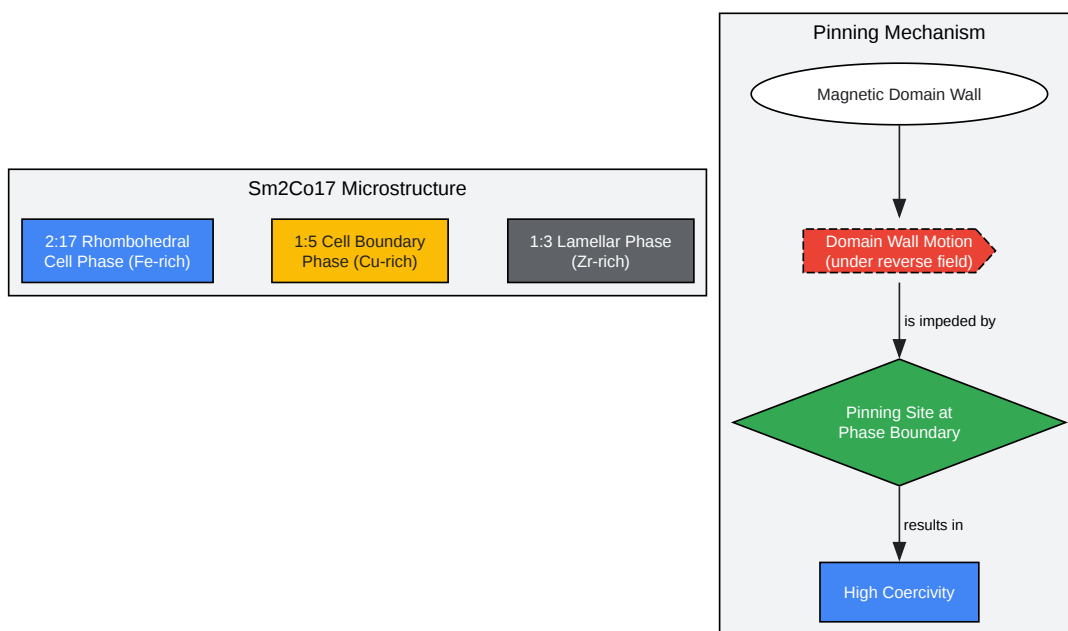 Sm2Co17 Microstructure
2:17 Rhombohedral
Cell Phase (Fe-rich)
1:5 Cell Boundary
Phase (Cu-rich)
1:3 Lamellar Phase
(Zr-rich)
Pinning Mechanism
Magnetic Domain Wall
Domain Wall Motion
(under reverse field)
is impeded by
Pinning Site at
Phase Boundary
results in
High Coercivity